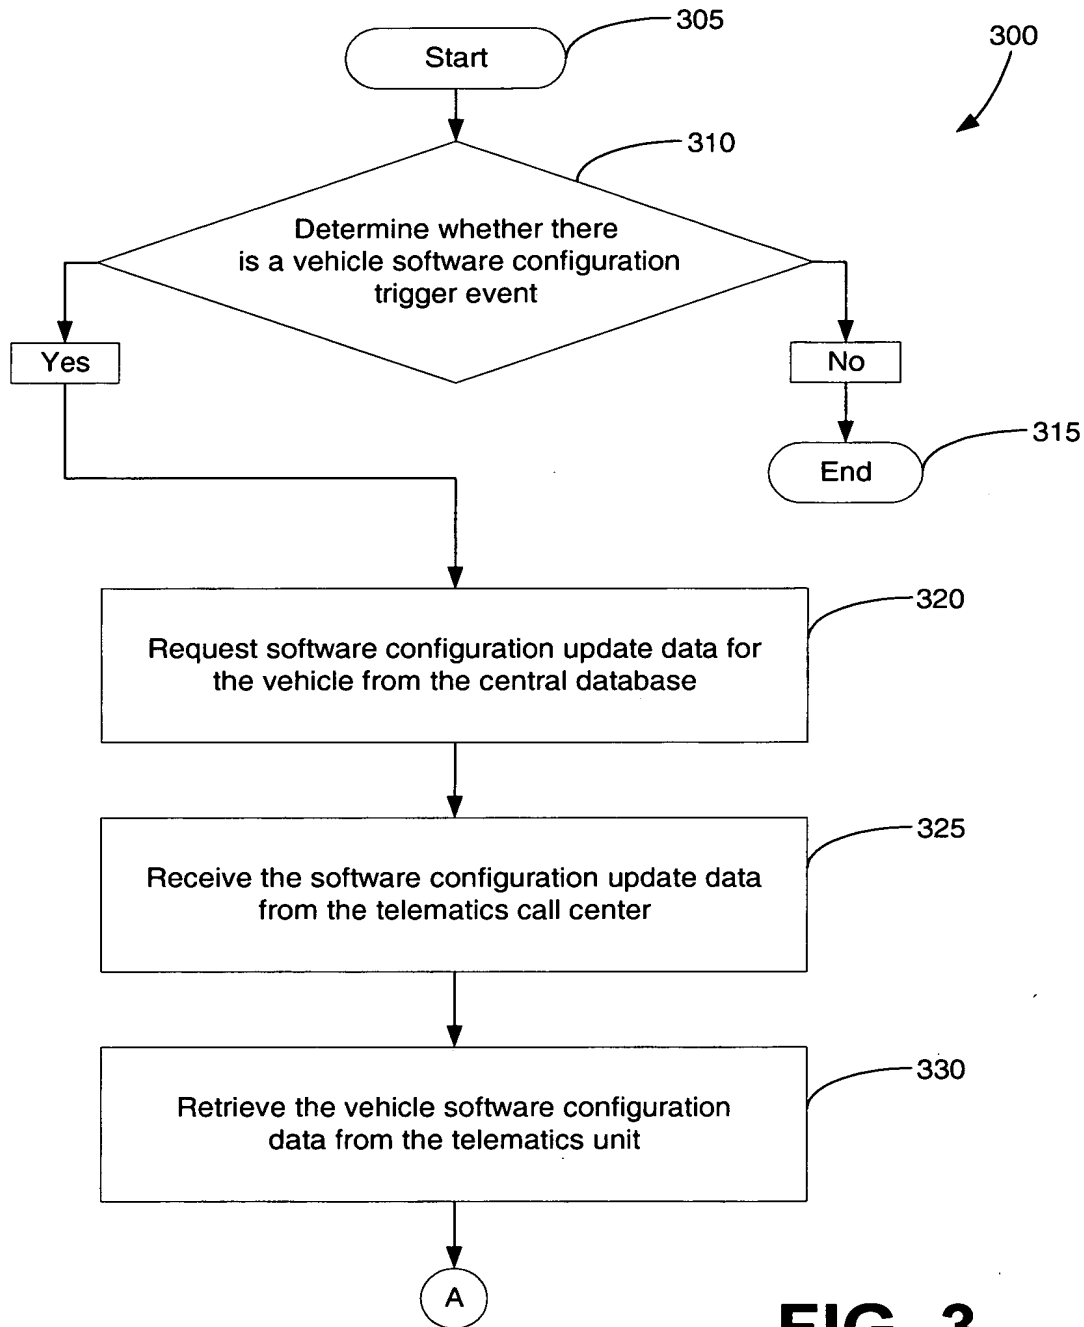 Start
305
300
310
Determine whether there
is a vehicle software configuration
trigger event
Yes
No
315
End
320
Request software configuration update data for
the vehicle from the central database
325
Receive the software configuration update data
from the telematics call center
330
Retrieve the vehicle software configuration
data from the telematics unit
A
FIG. 3